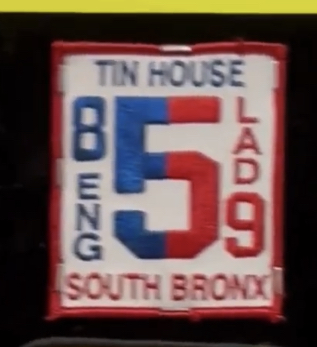 TIN HOUSE
8 5 LAD
ENG 9
SOUTH BRONX